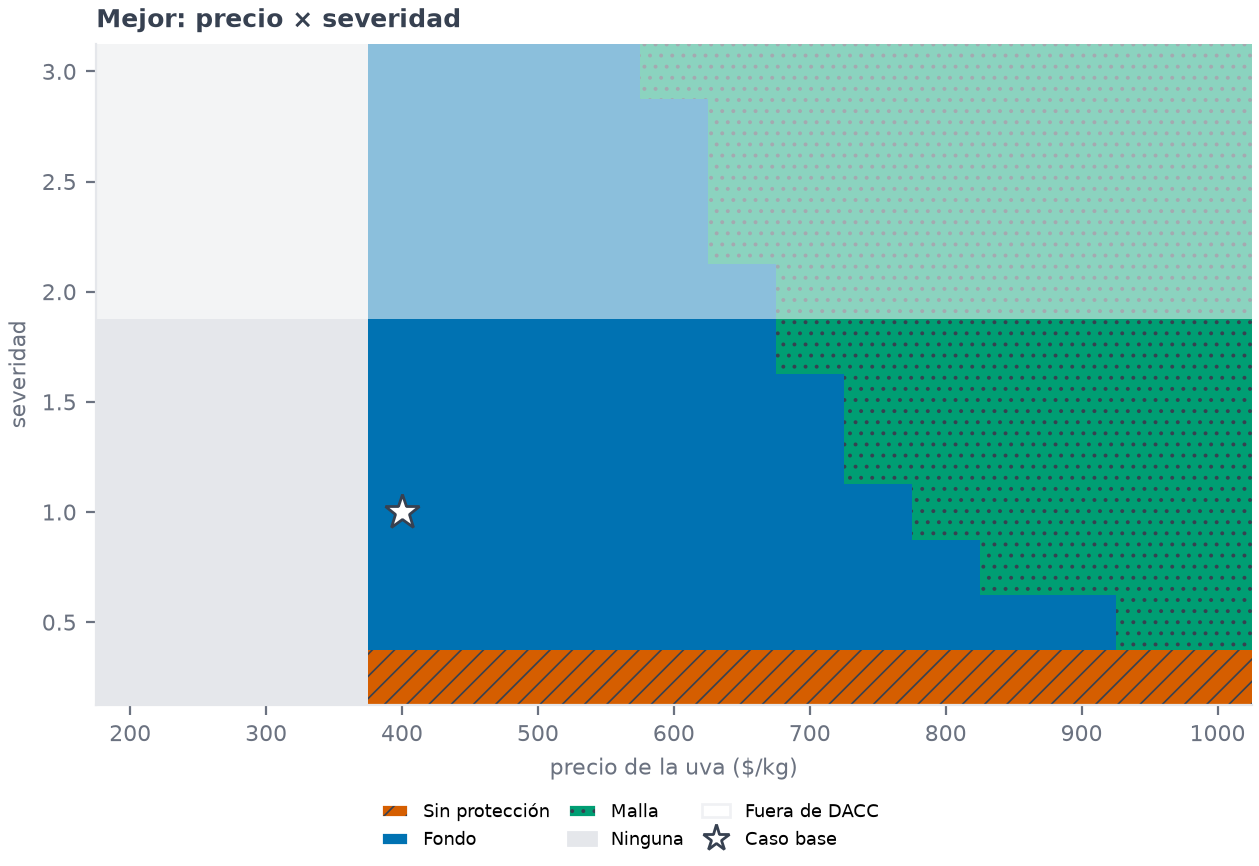 Mejor: precio × severidad
3.0
2.5
2.0
1.5
1.0
0.5
severidad
200 300 400 500 600 700 800 900 1000
precio de la uva ($/kg)
Sin protección Malla Fuera de DACC
Fondo Ninguna Caso base